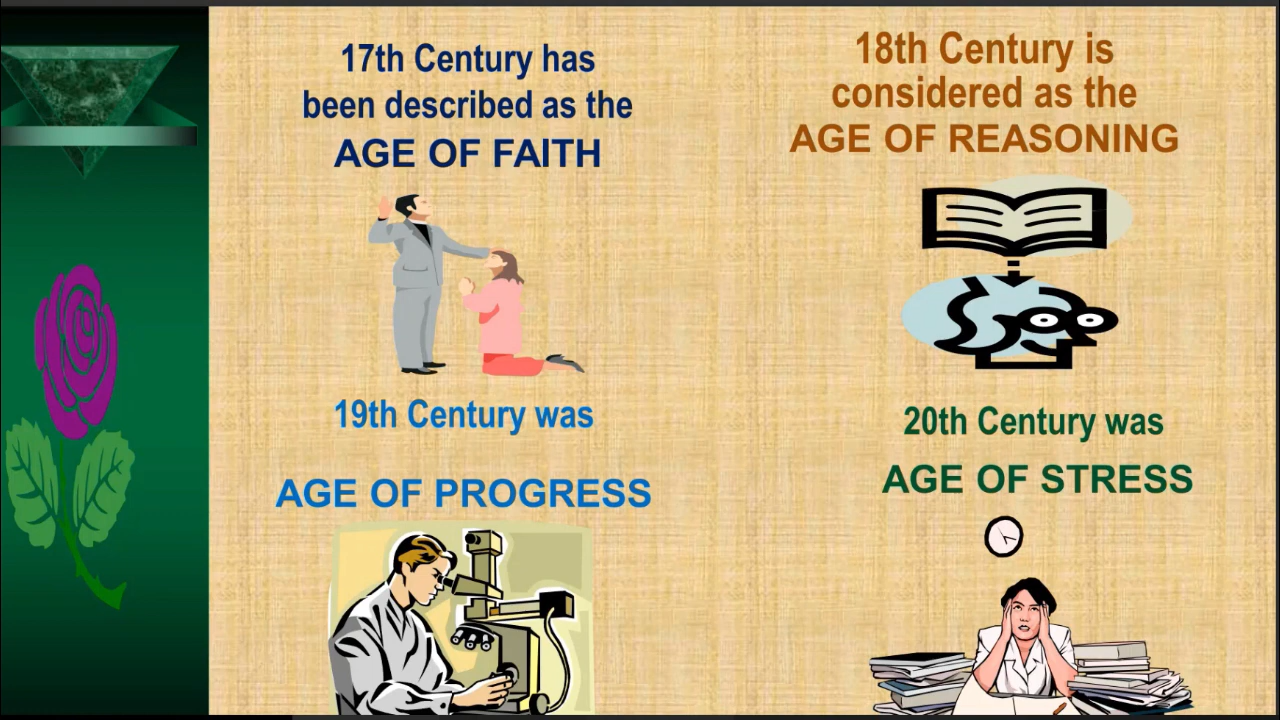 17th Century has
been described as the
AGE OF FAITH
18th Century is
considered as the
AGE OF REASONING
19th Century was
AGE OF PROGRESS
20th Century was
AGE OF STRESS